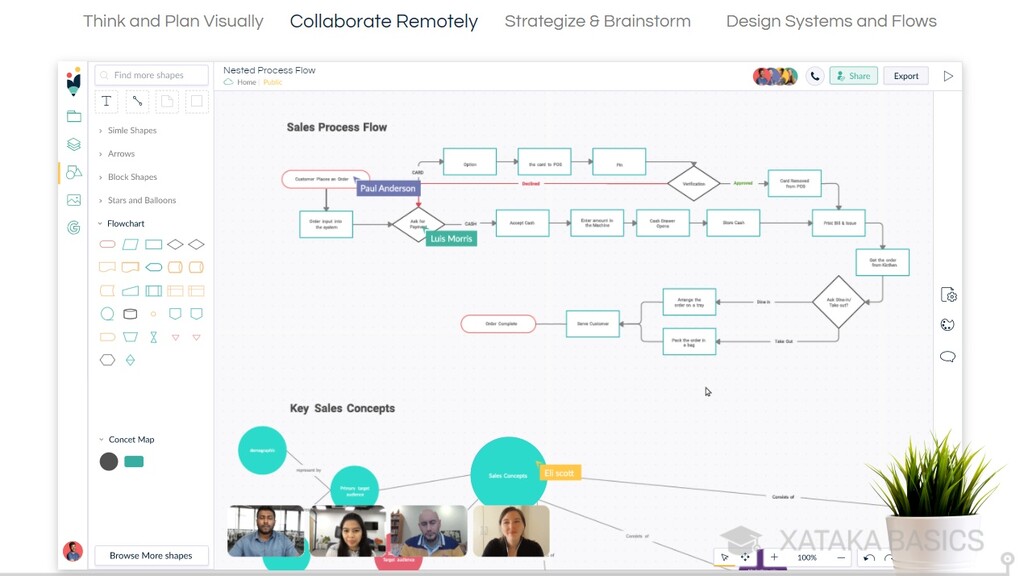 Think and Plan Visually
Collaborate Remotely
Strategize & Brainstorm
Design Systems and Flows
Find more shapes
Nested Process Flow
Home
Public
Share
Export
T
Simle Shapes
Arrows
Block Shapes
Stars and Balloons
Flowchart
Concet Map
Browse More shapes
Sales Process Flow
Customer Places an Order
Paul Anderson
CARD
Option
the card to POS
No
Declined
Verification
Approved
Card Returned
from POS
Order input into
the system
Ask for
Payment
Luis Morris
CASH
Accept Cash
Enter amount in
the Machine
Cash Drawer
Opens
Store Cash
Print Bill & Issue
Get the order
from Kitchen
Ask Dine-in/
Take out?
Dine-in
Take Out
Arrange the
order on a tray
Pack the order in
a bag
Serve Customer
Order Complete
Key Sales Concepts
demographic
represent by
Primary target
audience
Sales Concepts
Eli scott
Consists of
Consists of
of
Target audience
100%
XATAKA BASICS